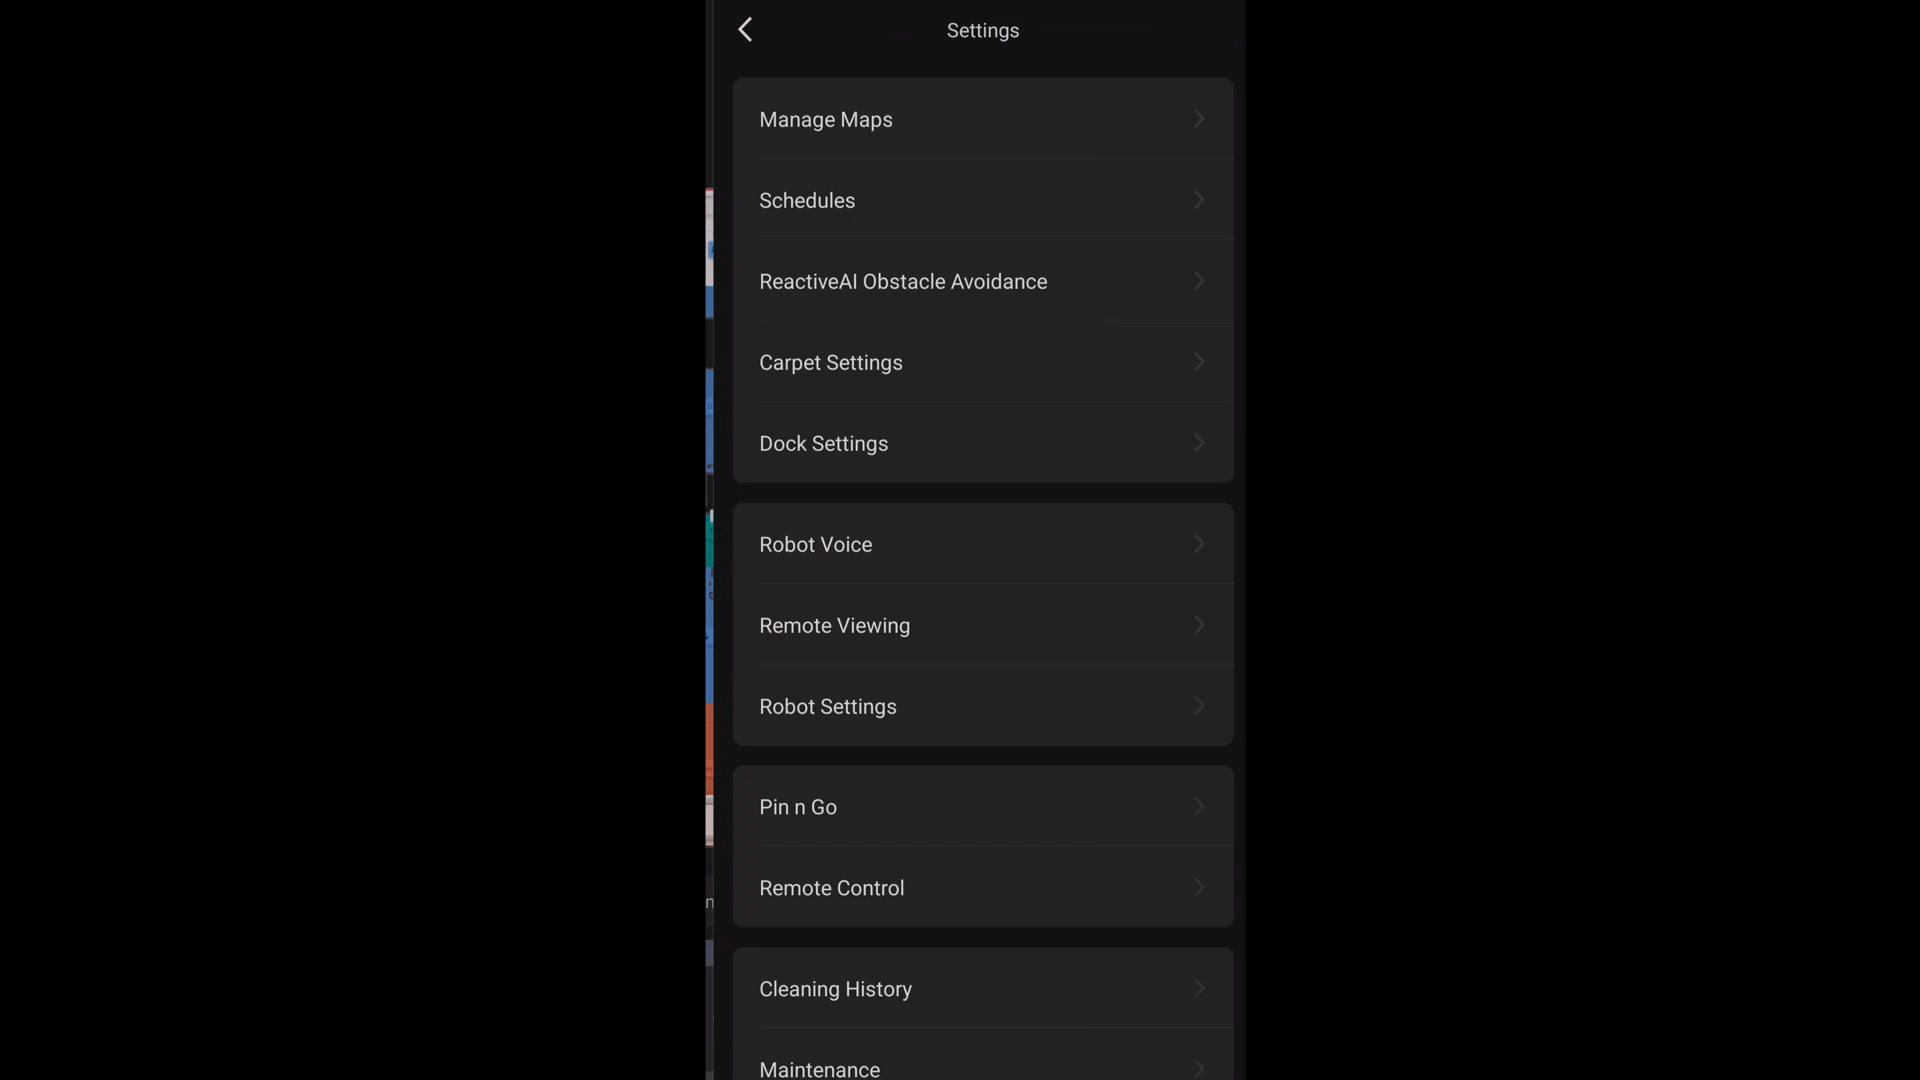 Settings
Manage Maps
Schedules
ReactiveAI Obstacle Avoidance
Carpet Settings
Dock Settings
Robot Voice
Remote Viewing
Robot Settings
Pin n Go
Remote Control
Cleaning History
Maintenance